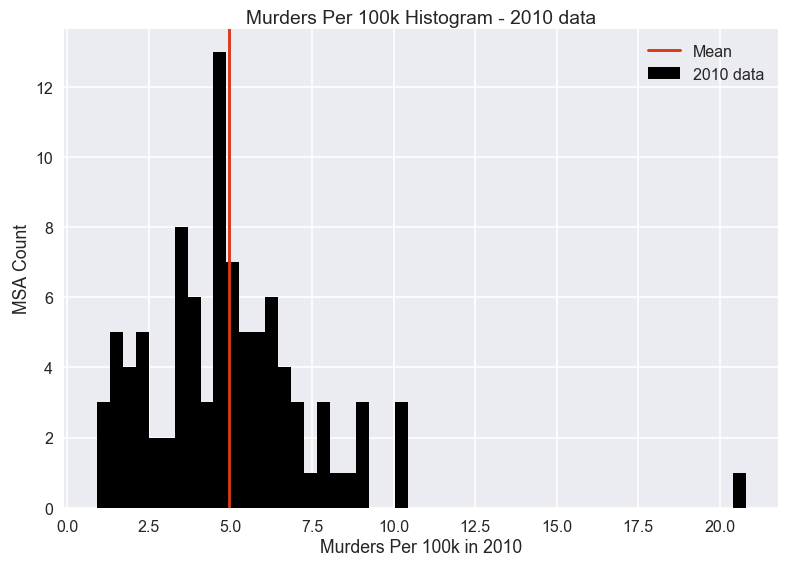 Murders Per 100k Histogram - 2010 data
Mean
2010 data
MSA Count
12
10
8
6
4
2
0
0.0 2.5 5.0 7.5 10.0 12.5 15.0 17.5 20.0
Murders Per 100k in 2010